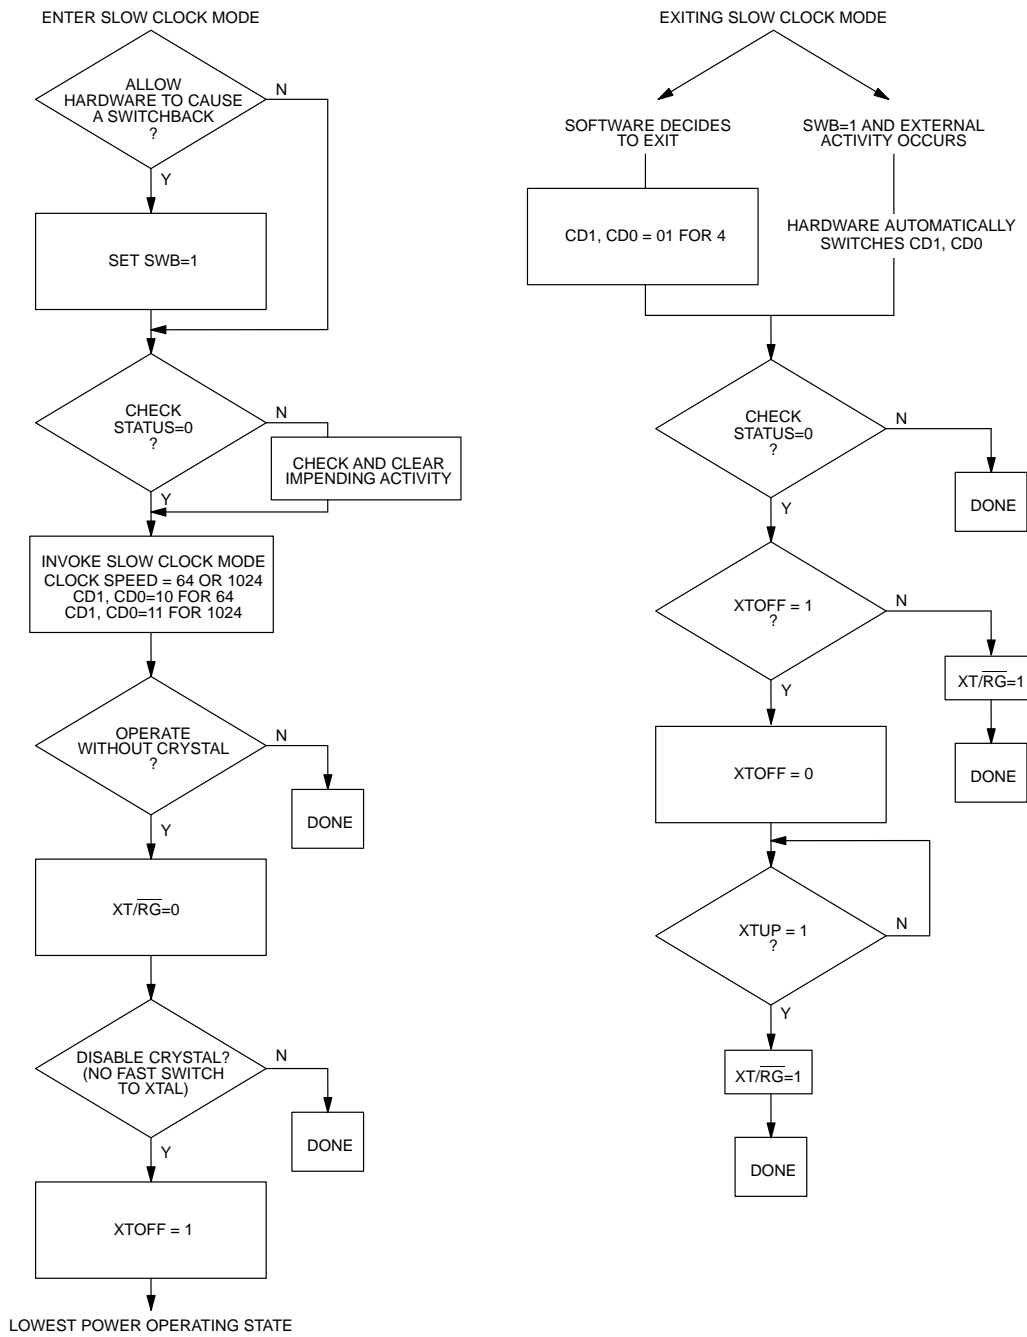 ENTER SLOW CLOCK MODE
ALLOW
HARDWARE TO CAUSE
A SWITCHBACK
?
N
Y
SET SWB=1
CHECK
STATUS=0
?
N
CHECK AND CLEAR
IMPENDING ACTIVITY
Y
INVOKE SLOW CLOCK MODE
CLOCK SPEED = 64 OR 1024
CD1, CD0=10 FOR 64
CD1, CD0=11 FOR 1024
OPERATE
WITHOUT CRYSTAL
?
N
DONE
Y
XT/R̅G̅=0
DISABLE CRYSTAL?
(NO FAST SWITCH
TO XTAL)
N
DONE
Y
XTOFF = 1
LOWEST POWER OPERATING STATE
EXITING SLOW CLOCK MODE
SOFTWARE DECIDES
TO EXIT
SWB=1 AND EXTERNAL
ACTIVITY OCCURS
CD1, CD0 = 01 FOR 4
HARDWARE AUTOMATICALLY
SWITCHES CD1, CD0
CHECK
STATUS=0
?
N
DONE
Y
XTOFF = 1
?
N
XT/R̅G̅=1
DONE
Y
XTOFF = 0
XTUP = 1
?
N
Y
XT/R̅G̅=1
DONE